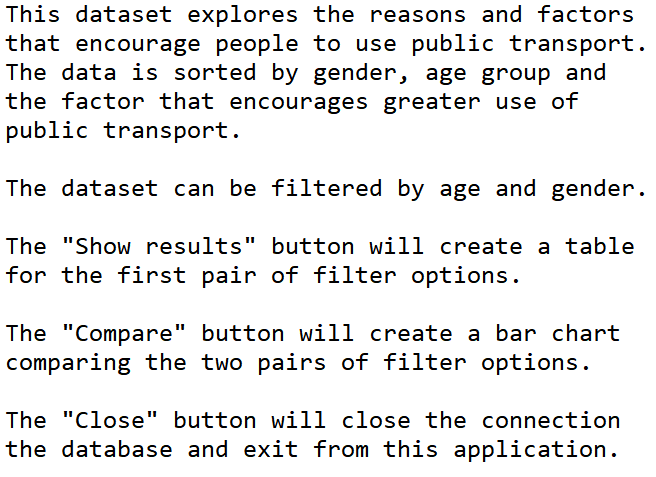 This dataset explores the reasons and factors
that encourage people to use public transport.
The data is sorted by gender, age group and
the factor that encourages greater use of
public transport.
The dataset can be filtered by age and gender.
The "Show results" button will create a table
for the first pair of filter options.
The "Compare" button will create a bar chart
comparing the two pairs of filter options.
The "Close" button will close the connection
the database and exit from this application.